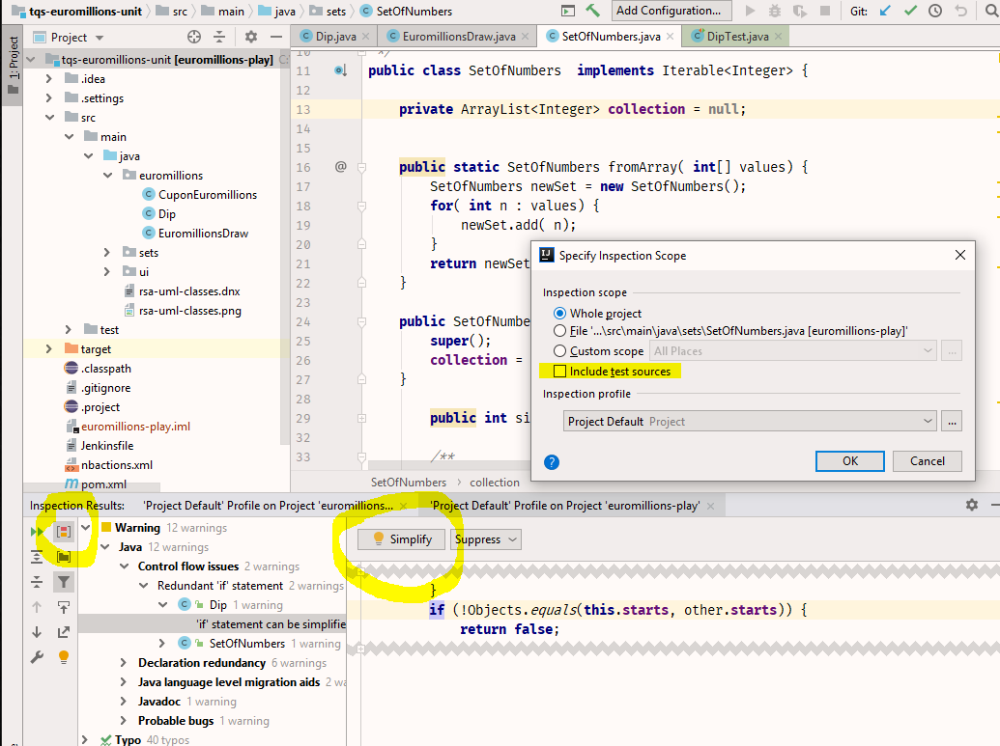 tqs-euromillions-unit src main java sets SetOfNumbers Add Configuration... Git:
1: Project
Project
Dip.java EuromillionsDraw.java SetOfNumbers.java DipTest.java
tqs-euromillions-unit [euromillions-play]
.idea
.settings
src
main
java
euromillions
CuponEuromillions
Dip
EuromillionsDraw
sets
ui
rsa-uml-classes.dnx
rsa-uml-classes.png
test
target
.classpath
.gitignore
.project
euromillions-play.iml
Jenkinsfile
nbactions.xml
pom.xml
10 */
11 public class SetOfNumbers  implements Iterable<Integer> {
12
13 private ArrayList<Integer> collection = null;
14
15
16 @ public static SetOfNumbers fromArray( int[] values) {
17 SetOfNumbers newSet = new SetOfNumbers();
18 for( int n : values) {
19 newSet.add( n);
20 }
21 return newSet
22 }
23
24 public SetOfNumbe
25 super();
26 collection =
27 }
28
29 public int si
32
33 /**
SetOfNumbers collection
Specify Inspection Scope
Inspection scope
Whole project
File '...\src\main\java\sets\SetOfNumbers.java [euromillions-play]'
Custom scope All Places ...
Include test sources
Inspection profile
Project Default Project ...
? OK Cancel
Inspection Results: 'Project Default' Profile on Project 'euromillions... 'Project Default' Profile on Project 'euromillions-play'
Warning 12 warnings
Java 12 warnings
Control flow issues 2 warnings
Redundant 'if' statement 2 warnings
Dip 1 warning
'if' statement can be simplifie
SetOfNumbers 1 warning
Declaration redundancy 6 warnings
Java language level migration aids 2 wa
Javadoc 1 warning
Probable bugs 1 warning
Typo 40 typos
Simplify Suppress
}
if (!Objects.equals(this.starts, other.starts)) {
return false;